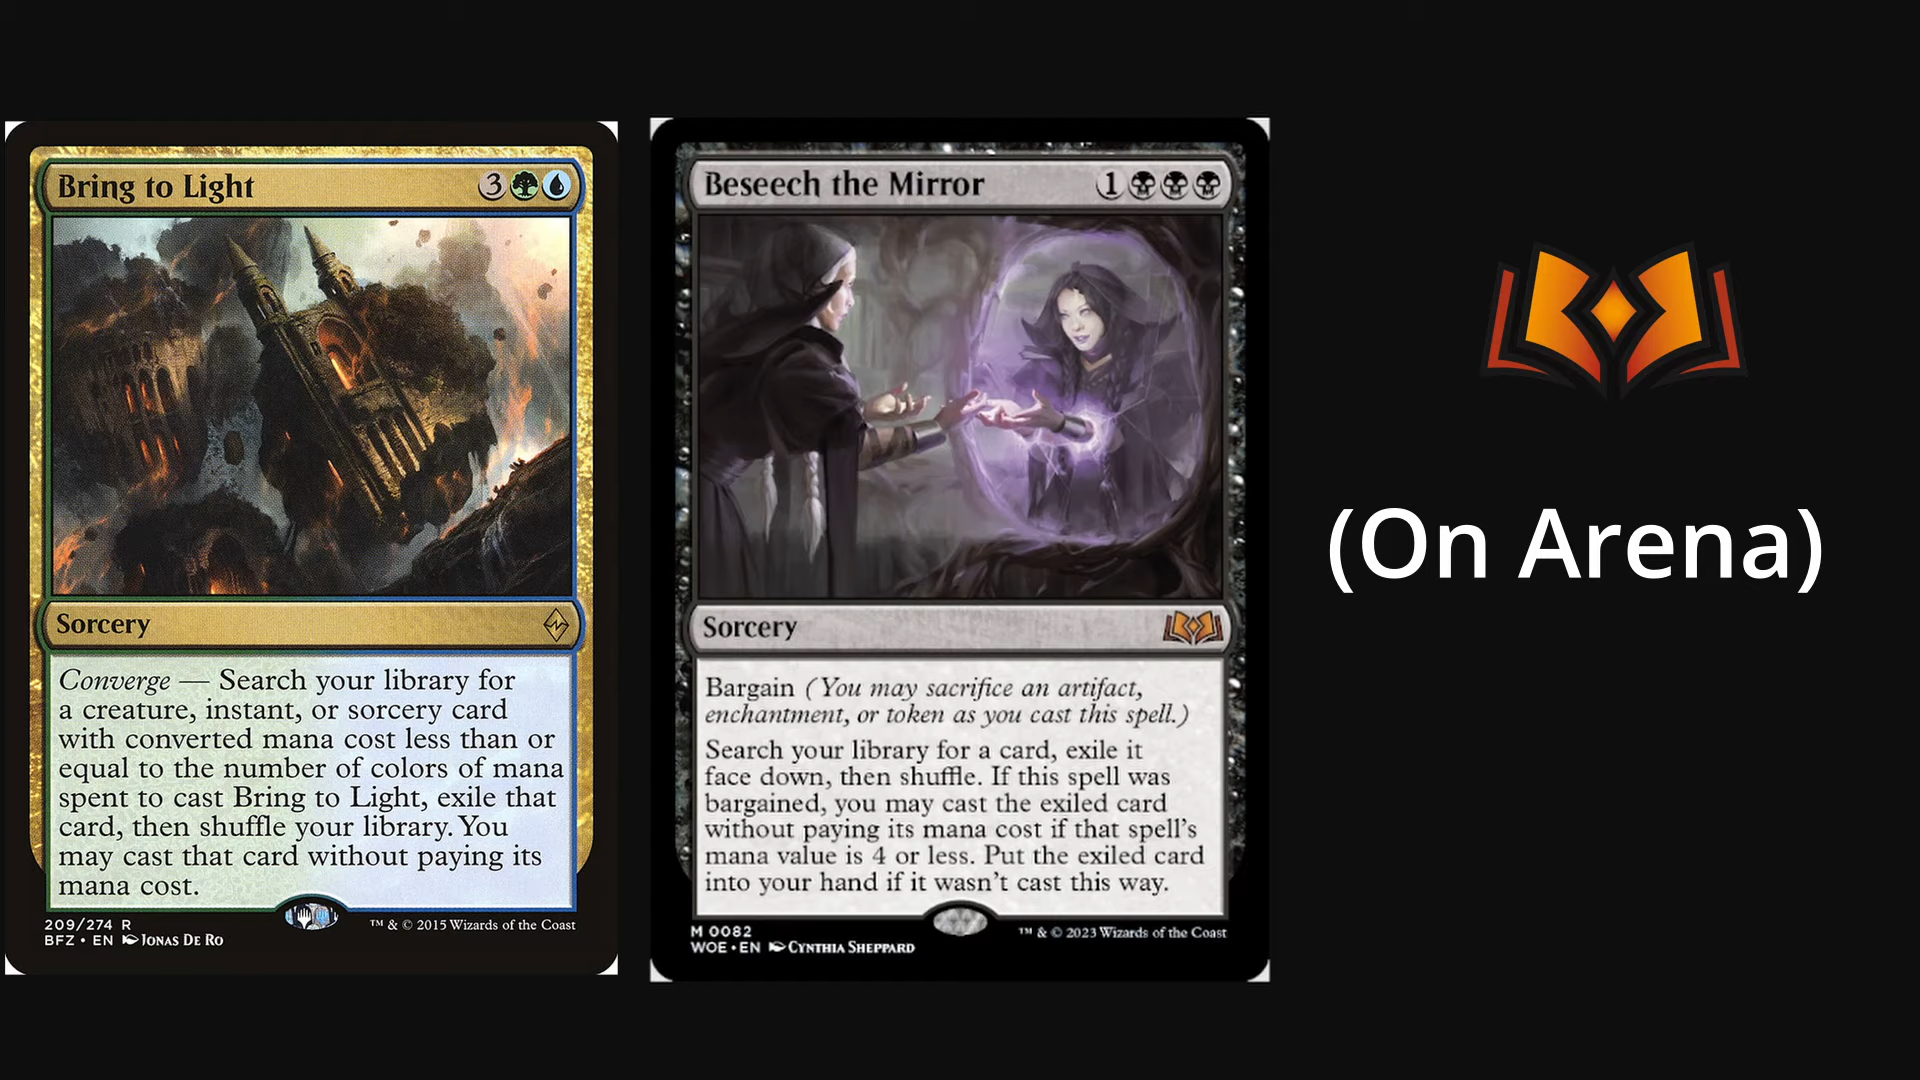 Bring to Light 3
Sorcery
Converge — Search your library for
a creature, instant, or sorcery card
with converted mana cost less than or
equal to the number of colors of mana
spent to cast Bring to Light, exile that
card, then shuffle your library. You
may cast that card without paying its
mana cost.
209/274 R
BFZ • EN JONAS DE RO
™ & © 2015 Wizards of the Coast
Beseech the Mirror 1
Sorcery
Bargain (You may sacrifice an artifact,
enchantment, or token as you cast this spell.)
Search your library for a card, exile it
face down, then shuffle. If this spell was
bargained, you may cast the exiled card
without paying its mana cost if that spell's
mana value is 4 or less. Put the exiled card
into your hand if it wasn't cast this way.
M 0082
WOE • EN CYNTHIA SHEPPARD
™ & © 2023 Wizards of the Coast
(On Arena)